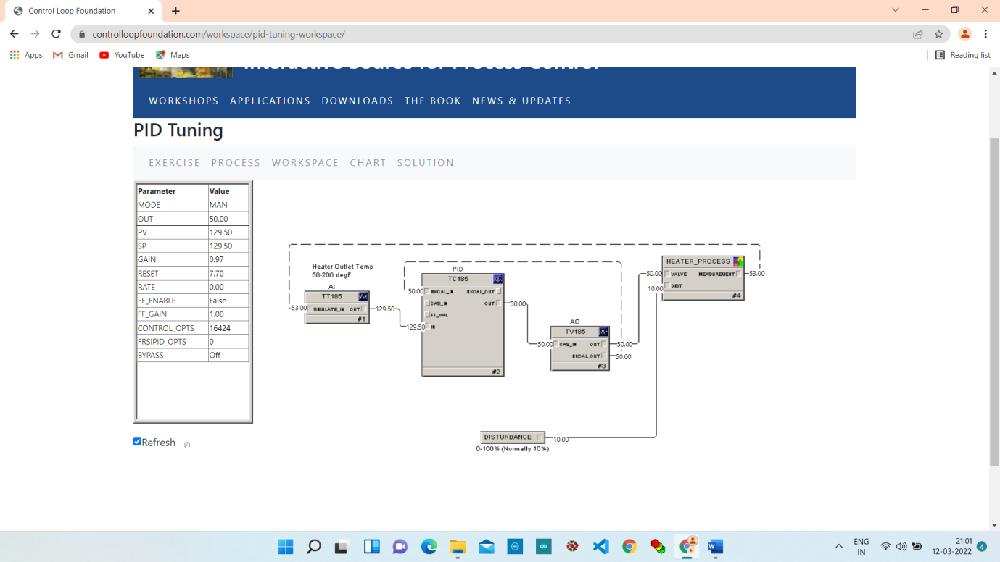 Control Loop Foundation
controlloopfoundation.com/workspace/pid-tuning-workspace/
Apps Gmail YouTube Maps Reading list
Interactive Source for Process Control
WORKSHOPS APPLICATIONS DOWNLOADS THE BOOK NEWS & UPDATES
PID Tuning
EXERCISE PROCESS WORKSPACE CHART SOLUTION
Parameter Value
MODE MAN
OUT 50.00
PV 129.50
SP 129.50
GAIN 0.97
RESET 7.70
RATE 0.00
FF_ENABLE False
FF_GAIN 1.00
CONTROL_OPTS 16424
FRSIPID_OPTS 0
BYPASS Off
Refresh [?]
Heater Outlet Temp
50-200 degF
AI
TT185
53.00 SIMULATE_IN OUT 129.50
#1
PID
TC185
50.00 BKCAL_IN BKCAL_OUT
CAS_IN OUT 50.00
FF_VAL
129.50 IN
#2
AO
TV185
50.00 CAS_IN OUT 50.00
BKCAL_OUT 50.00
#3
HEATER_PROCESS
50.00 VALVE MEASUREMENT 53.00
10.00 DIST
#4
DISTURBANCE 10.00
0-100% (Normally 10%)
ENG
IN
21:01
12-03-2022
4